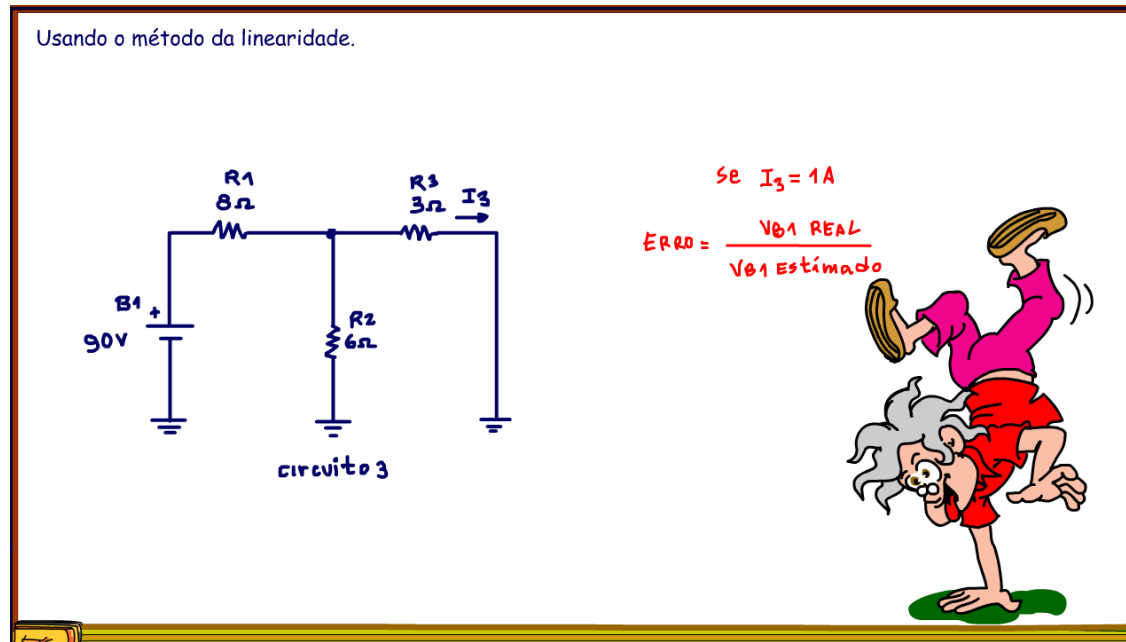 Usando o método da linearidade.
R1
8Ω
R3
3Ω
I3
B1
+
90V
R2
6Ω
circuito 3
se I3 = 1A
ERRO = VB1 REAL
VB1 Estimado